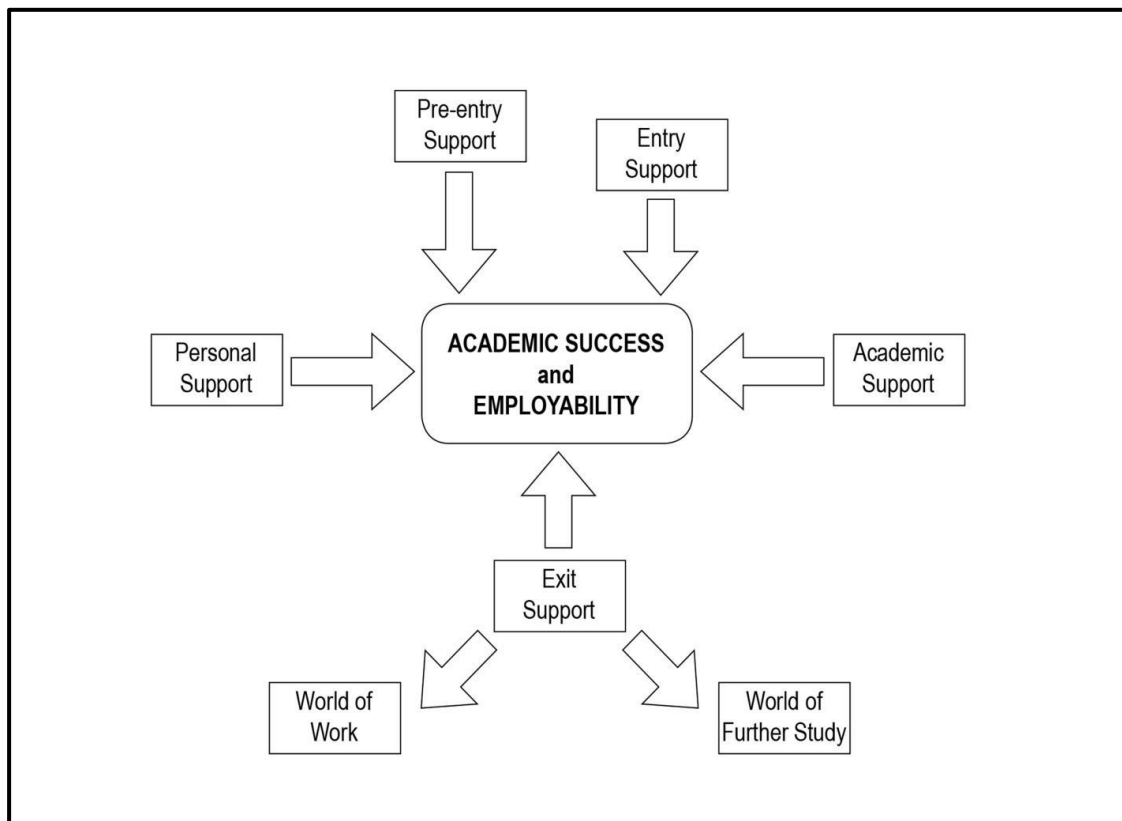 Pre-entry
Support
Entry
Support
Personal
Support
ACADEMIC SUCCESS
and
EMPLOYABILITY
Academic
Support
Exit
Support
World of
Work
World of
Further Study